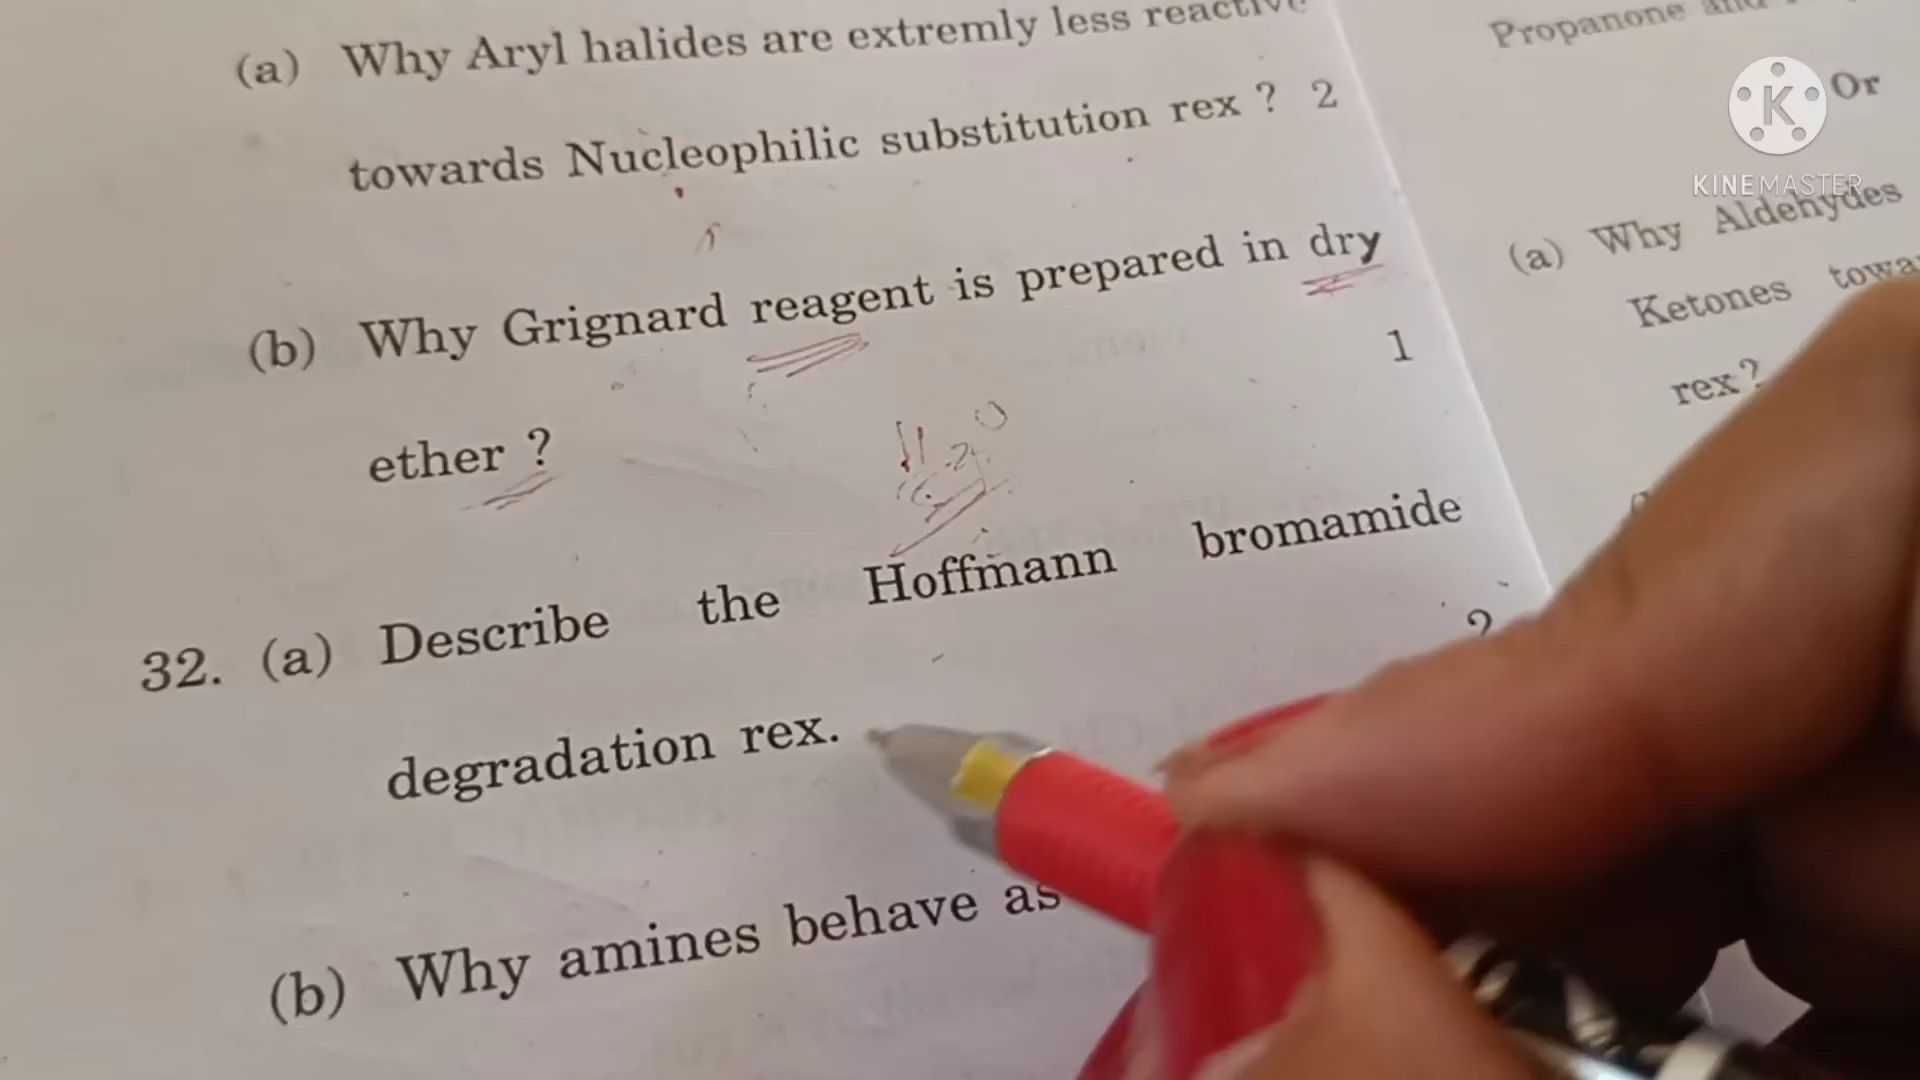 (a) Why Aryl halides are extremly less reactive
towards Nucleophilic substitution rex ? 2
(b) Why Grignard reagent is prepared in dry
1
ether ?
32. (a) Describe the Hoffmann bromamide
2
degradation rex.
(b) Why amines behave as
Propanone
Or
K
KINEMASTER
(a) Why Aldehydes
Ketones
rex?